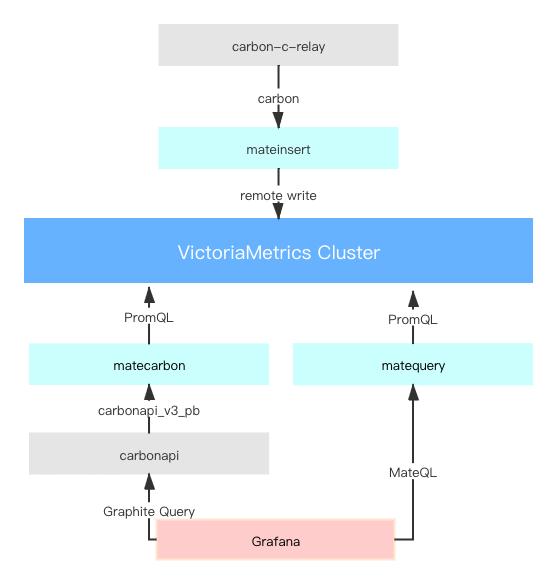 carbon-c-relay
carbon
mateinsert
remote write
VictoriaMetrics Cluster
PromQL
PromQL
matecarbon
matequery
carbonapi_v3_pb
carbonapi
MateQL
Graphite Query
Grafana